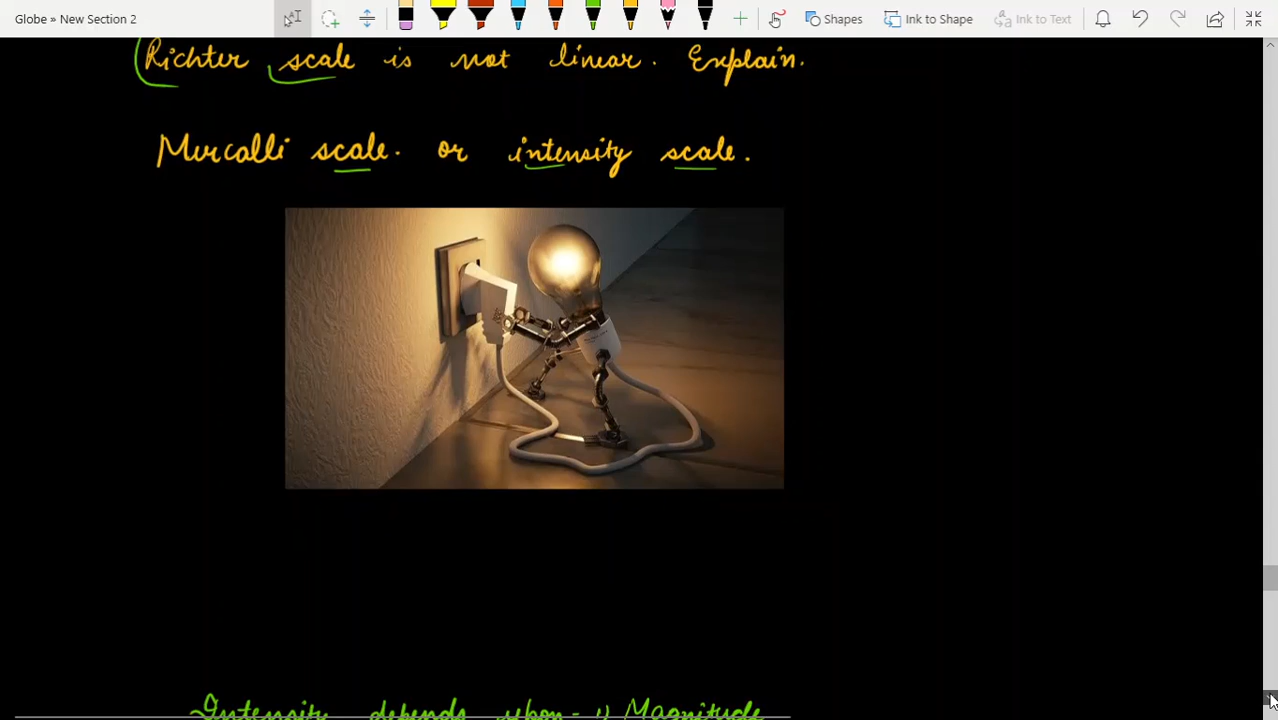 Globe » New Section 2
Shapes
Ink to Shape
Ink to Text
Richter scale is not linear. Explain.
Mercalli scale. or intensity scale.
Intensity depends upon - 1) Magnitude